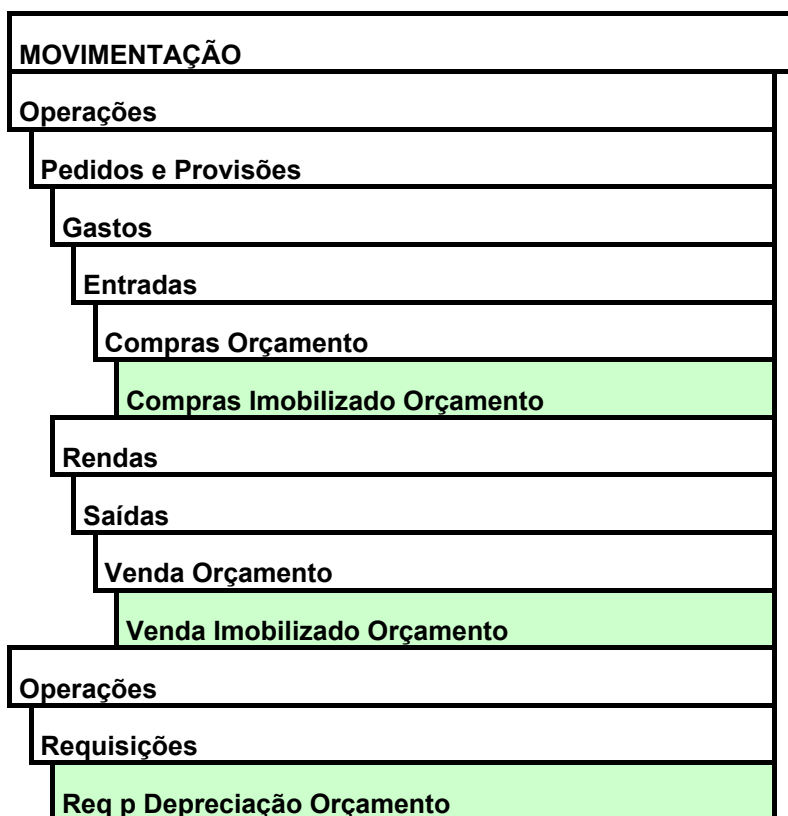 MOVIMENTAÇÃO
Operações
Pedidos e Provisões
Gastos
Entradas
Compras Orçamento
Compras Imobilizado Orçamento
Rendas
Saídas
Venda Orçamento
Venda Imobilizado Orçamento
Operações
Requisições
Req p Depreciação Orçamento